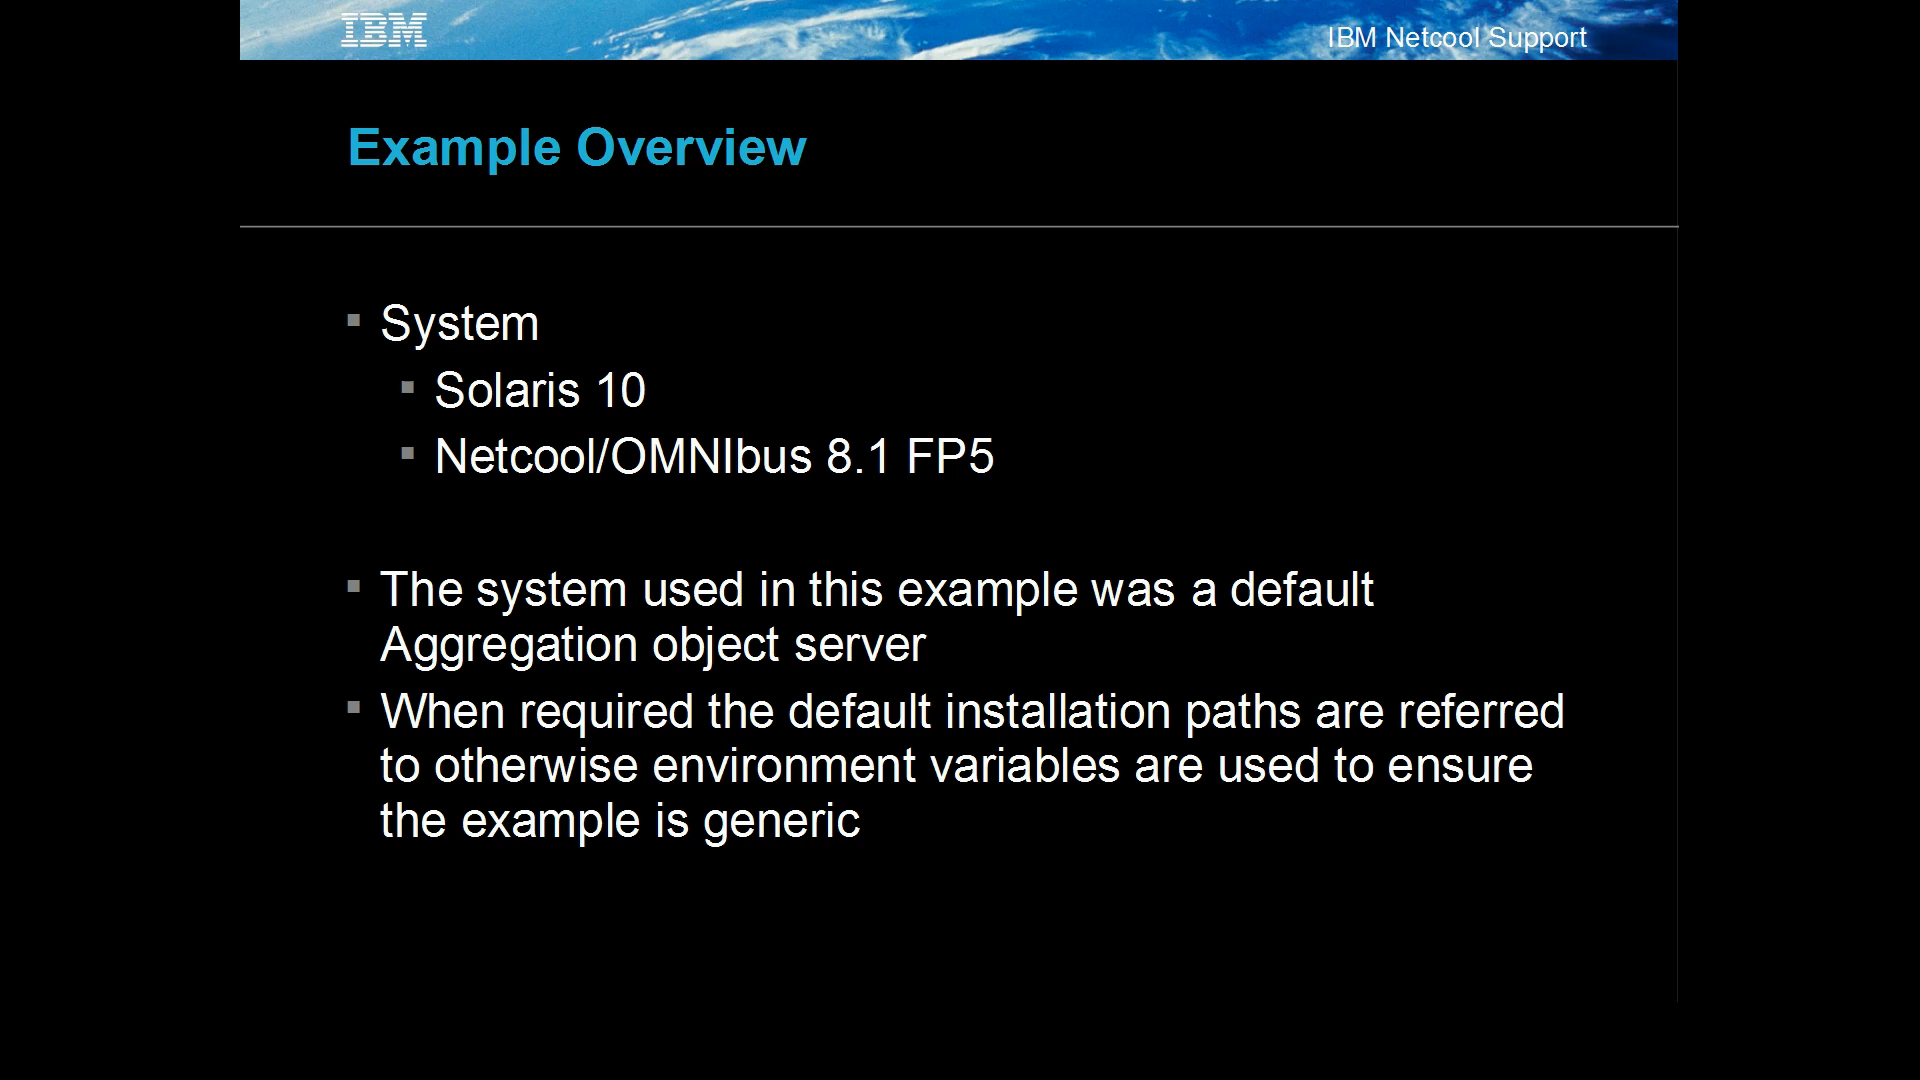 IBM
IBM Netcool Support
Example Overview
▪ System
▪ Solaris 10
▪ Netcool/OMNIbus 8.1 FP5
▪ The system used in this example was a default
Aggregation object server
▪ When required the default installation paths are referred
to otherwise environment variables are used to ensure
the example is generic